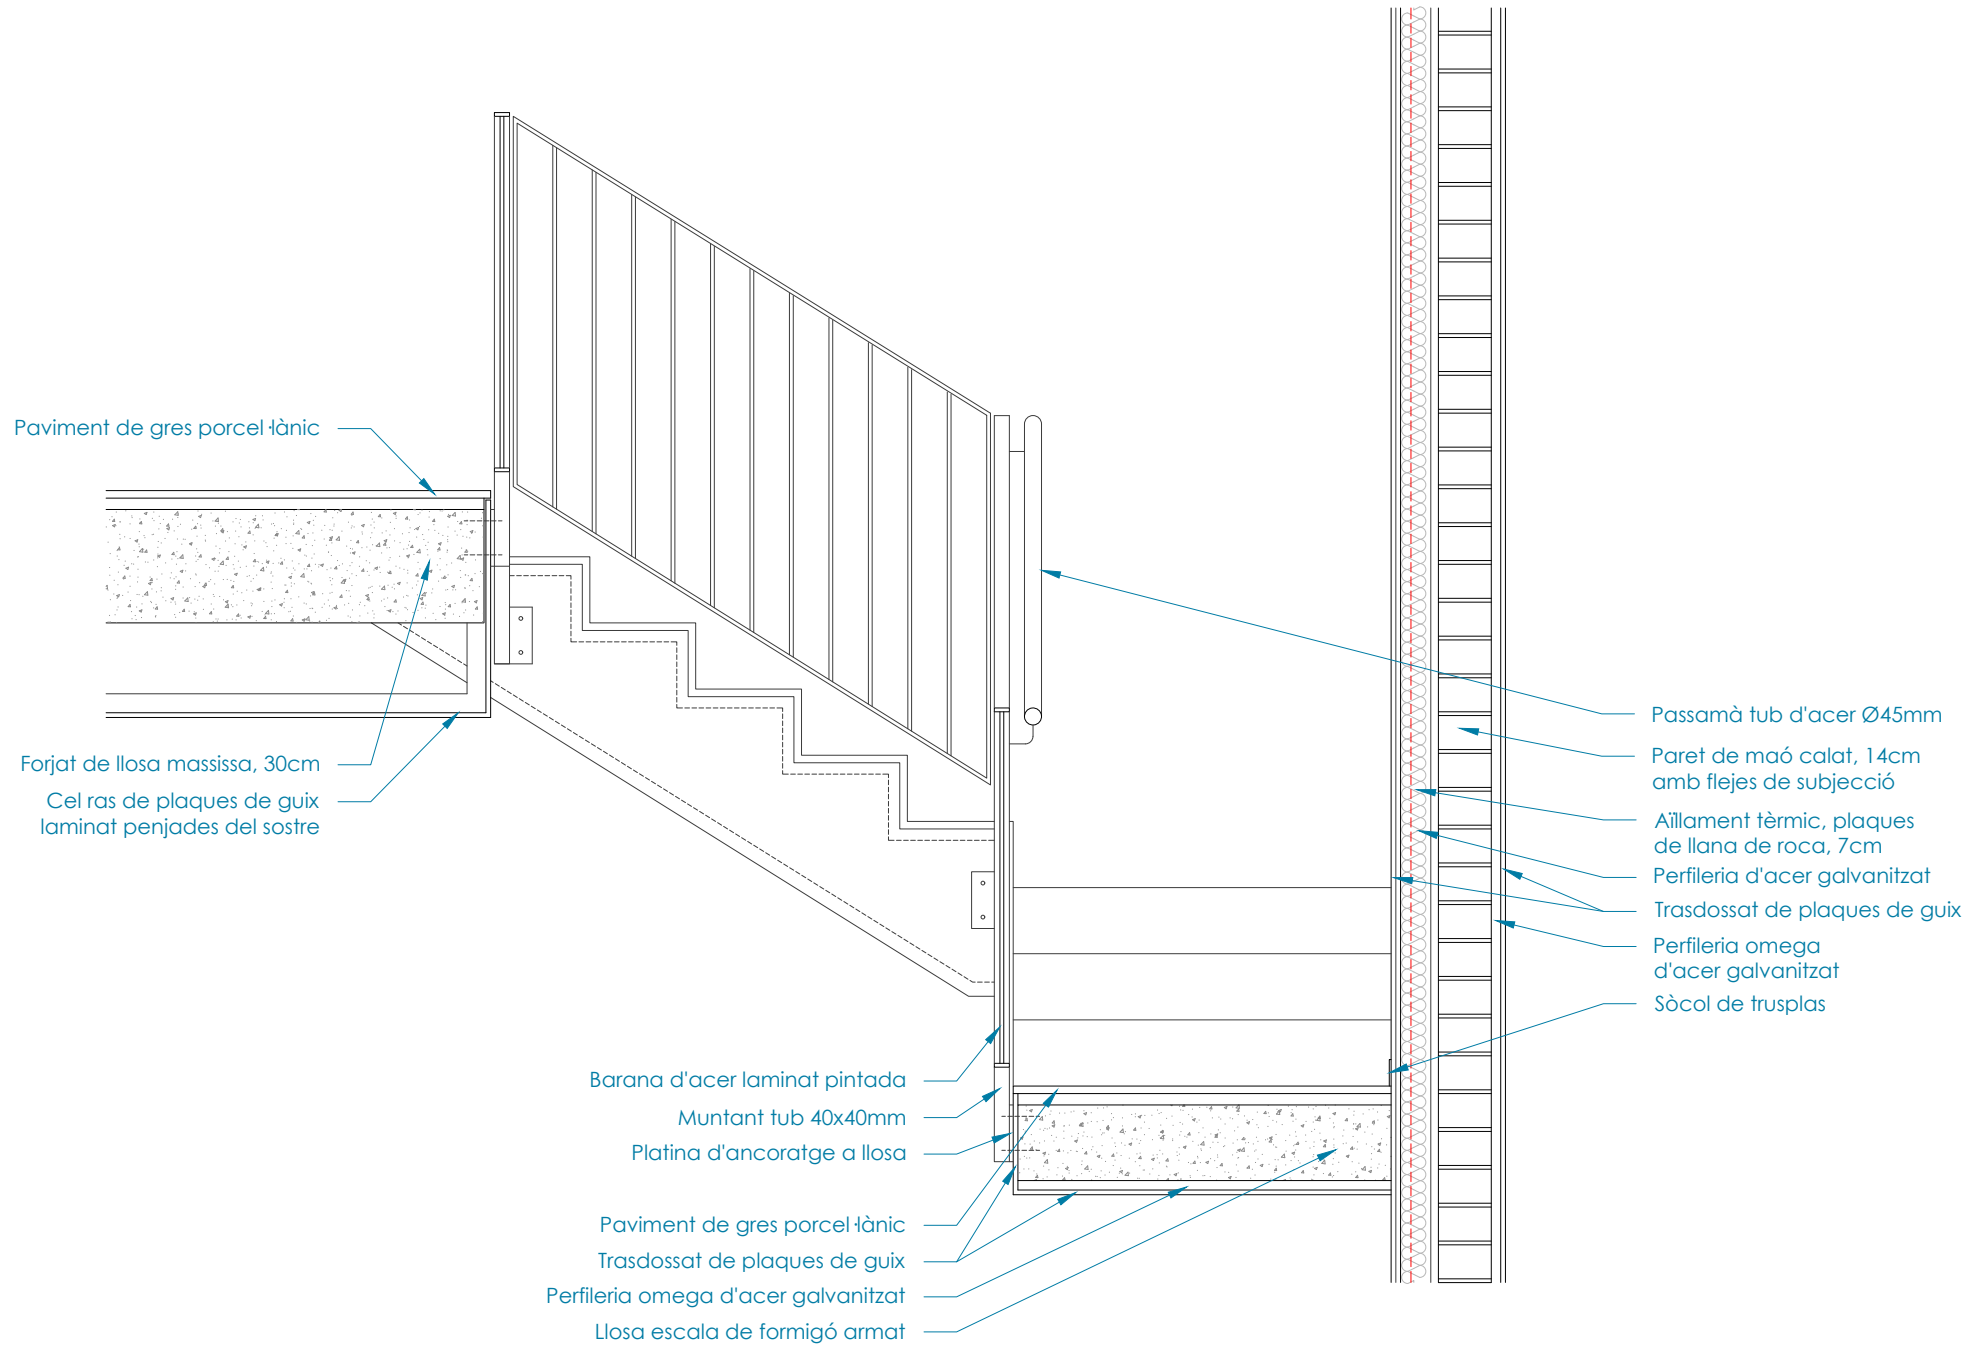 Paviment de gres porcel·lànic
Forjat de llosa massissa, 30cm
Cel ras de plaques de guix
laminat penjades del sostre
Passamà tub d'acer Ø45mm
Paret de maó calat, 14cm
amb flejes de subjecció
Aïllament tèrmic, plaques
de llana de roca, 7cm
Perfileria d'acer galvanitzat
Trasdossat de plaques de guix
Perfileria omega
d'acer galvanitzat
Sòcol de trusplas
Barana d'acer laminat pintada
Muntant tub 40x40mm
Platina d'ancoratge a llosa
Paviment de gres porcel·lànic
Trasdossat de plaques de guix
Perfileria omega d'acer galvanitzat
Llosa escala de formigó armat